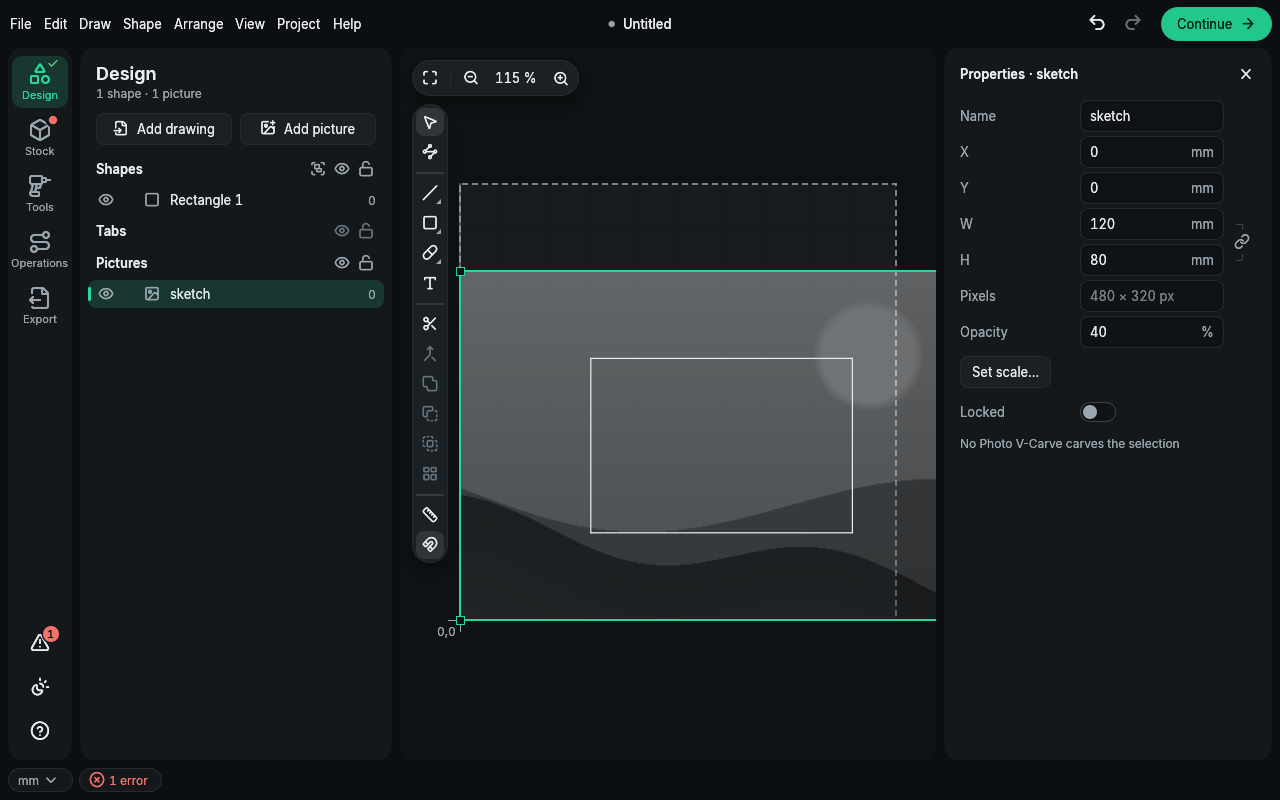 File Edit Draw Shape Arrange View Project Help
Untitled
Continue
Design
Stock
Tools
Operations
Export
1
Design
1 shape · 1 picture
Add drawing
Add picture
Shapes
Rectangle 1
0
Tabs
Pictures
sketch
0
115 %
0,0
Properties · sketch
Name
sketch
X
0
mm
Y
0
mm
W
120
mm
H
80
mm
Pixels
480 × 320 px
Opacity
40
%
Set scale...
Locked
No Photo V-Carve carves the selection
mm
1 error